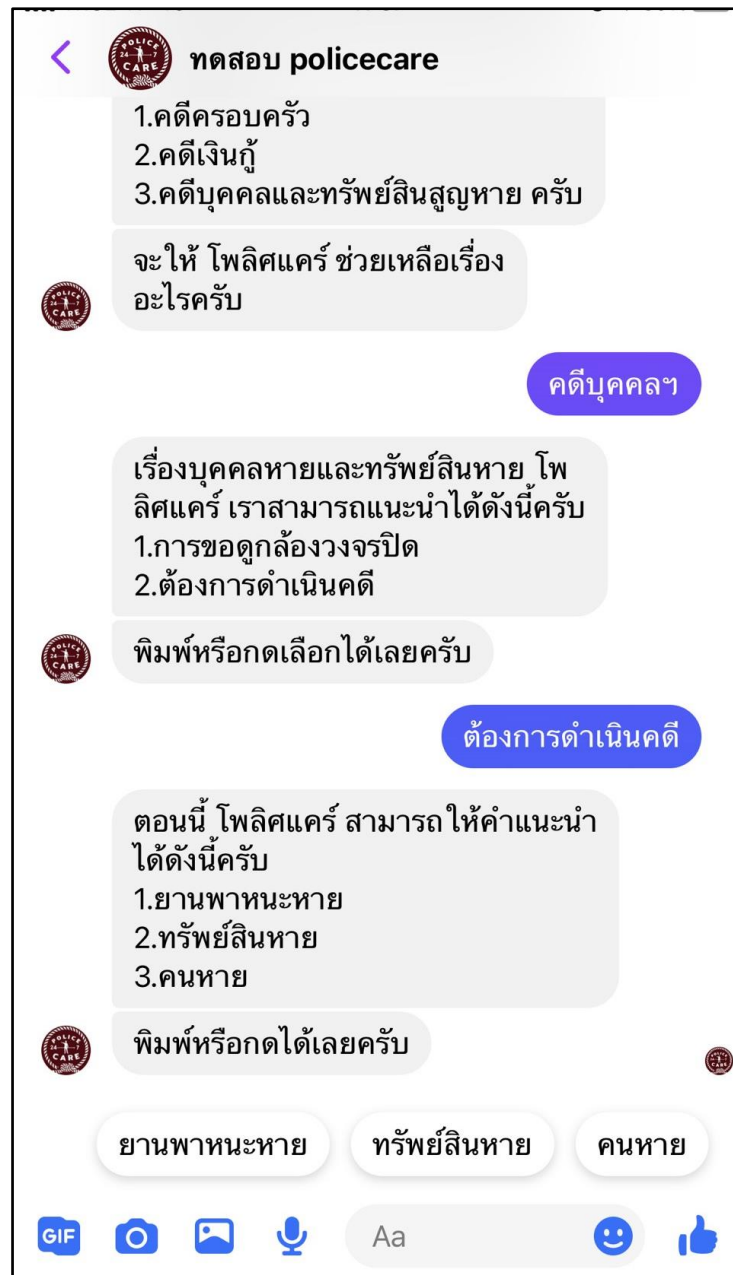 ทดสอบ policecare
1.คดีครอบครัว
2.คดีเงินกู้
3.คดีบุคคลและทรัพย์สินสูญหาย ครับ
จะให้ โพลิศแคร์ ช่วยเหลือเรื่อง
อะไรครับ
คดีบุคคลฯ
เรื่องบุคคลหายและทรัพย์สินหาย โพ
ลิศแคร์ เราสามารถแนะนำได้ดังนี้ครับ
1.การขอดูกล้องวงจรปิด
2.ต้องการดำเนินคดี
พิมพ์หรือกดเลือกได้เลยครับ
ต้องการดำเนินคดี
ตอนนี้ โพลิศแคร์ สามารถให้คำแนะนำ
ได้ดังนี้ครับ
1.ยานพาหนะหาย
2.ทรัพย์สินหาย
3.คนหาย
พิมพ์หรือกดได้เลยครับ
ยานพาหนะหาย ทรัพย์สินหาย คนหาย
GIF Aa